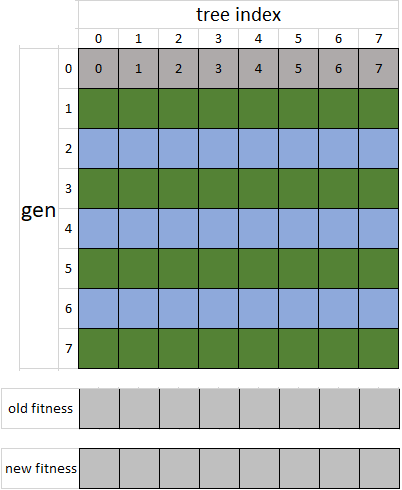 tree index
0 1 2 3 4 5 6 7
0 0 1 2 3 4 5 6 7
1
2
3
gen
4
5
6
7
old fitness
new fitness